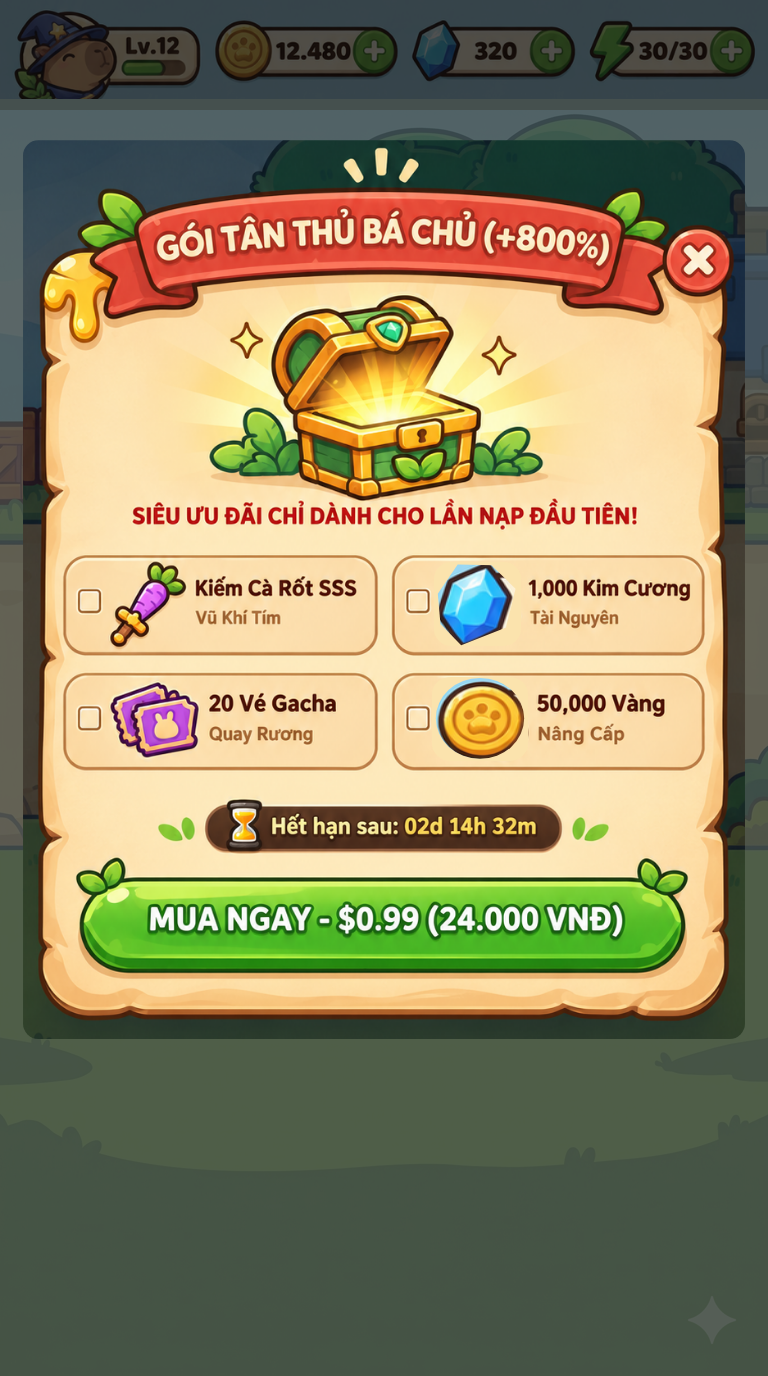 Lv.12
12.480
320
30/30
GÓI TÂN THỦ BÁ CHỦ (+800%)
SIÊU ƯU ĐÃI CHỈ DÀNH CHO LẦN NẠP ĐẦU TIÊN!
Kiếm Cà Rốt SSS
Vũ Khí Tím
1,000 Kim Cương
Tài Nguyên
20 Vé Gacha
Quay Rương
50,000 Vàng
Nâng Cấp
Hết hạn sau: 02d 14h 32m
MUA NGAY - $0.99 (24.000 VNĐ)